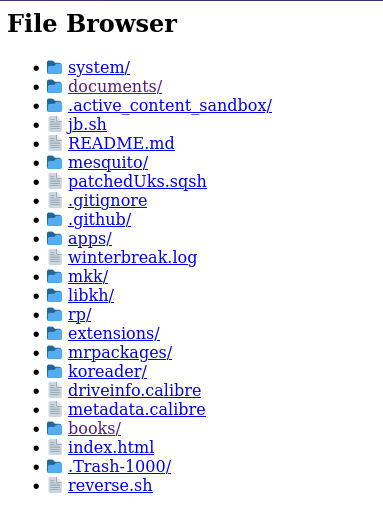 File Browser
system/
documents/
.active_content_sandbox/
jb.sh
README.md
mesquito/
patchedUks.sqsh
.gitignore
.github/
apps/
winterbreak.log
mkk/
libkh/
rp/
extensions/
mrpackages/
koreader/
driveinfo.calibre
metadata.calibre
books/
index.html
.Trash-1000/
reverse.sh